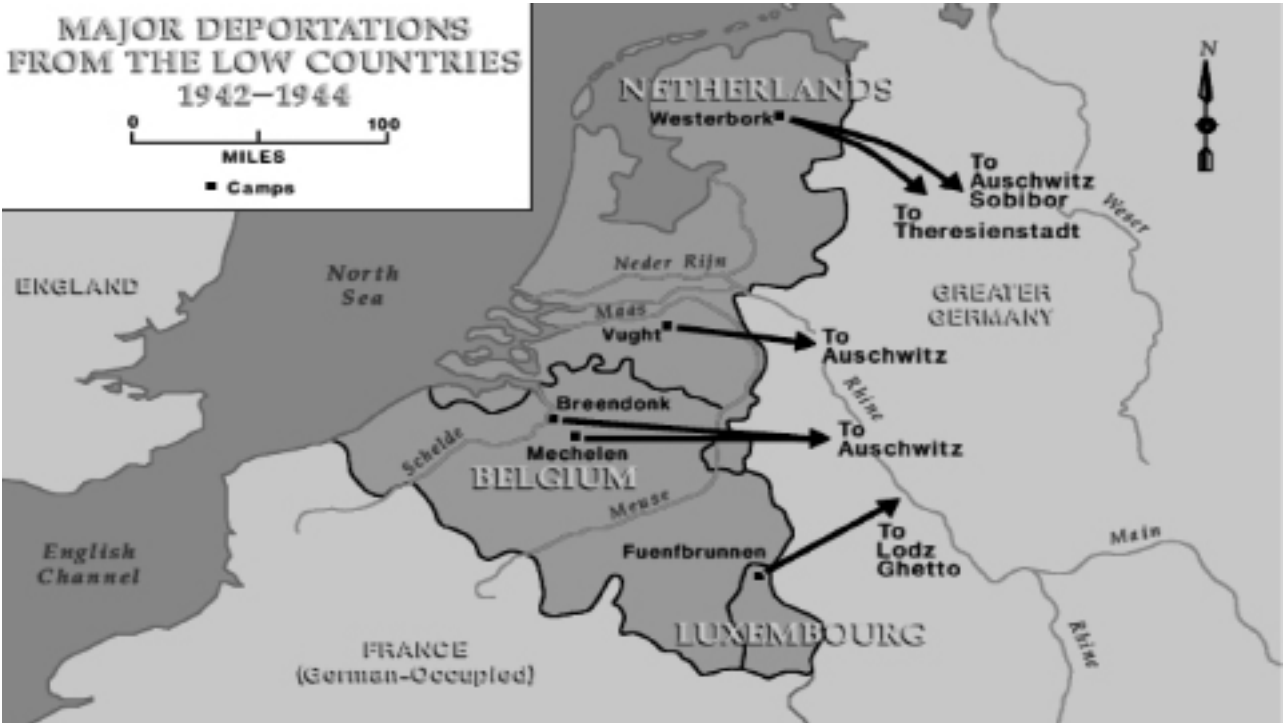 MAJOR DEPORTATIONS
FROM THE LOW COUNTRIES
1942–1944
0 100
MILES
Camps
N
NETHERLANDS
Westerbork
To
Auschwitz
Sobibor
To
Theresienstadt
Weser
North
Sea
Neder Rijn
ENGLAND
GREATER
GERMANY
Maas
Vught
To
Auschwitz
Rhine
Breendonk
To
Auschwitz
Schelde
Mechelen
BELGIUM
Meuse
English
Channel
Fuenfbrunnen
To
Lodz
Ghetto
Main
LUXEMBOURG
Rhine
FRANCE
(German-Occupied)